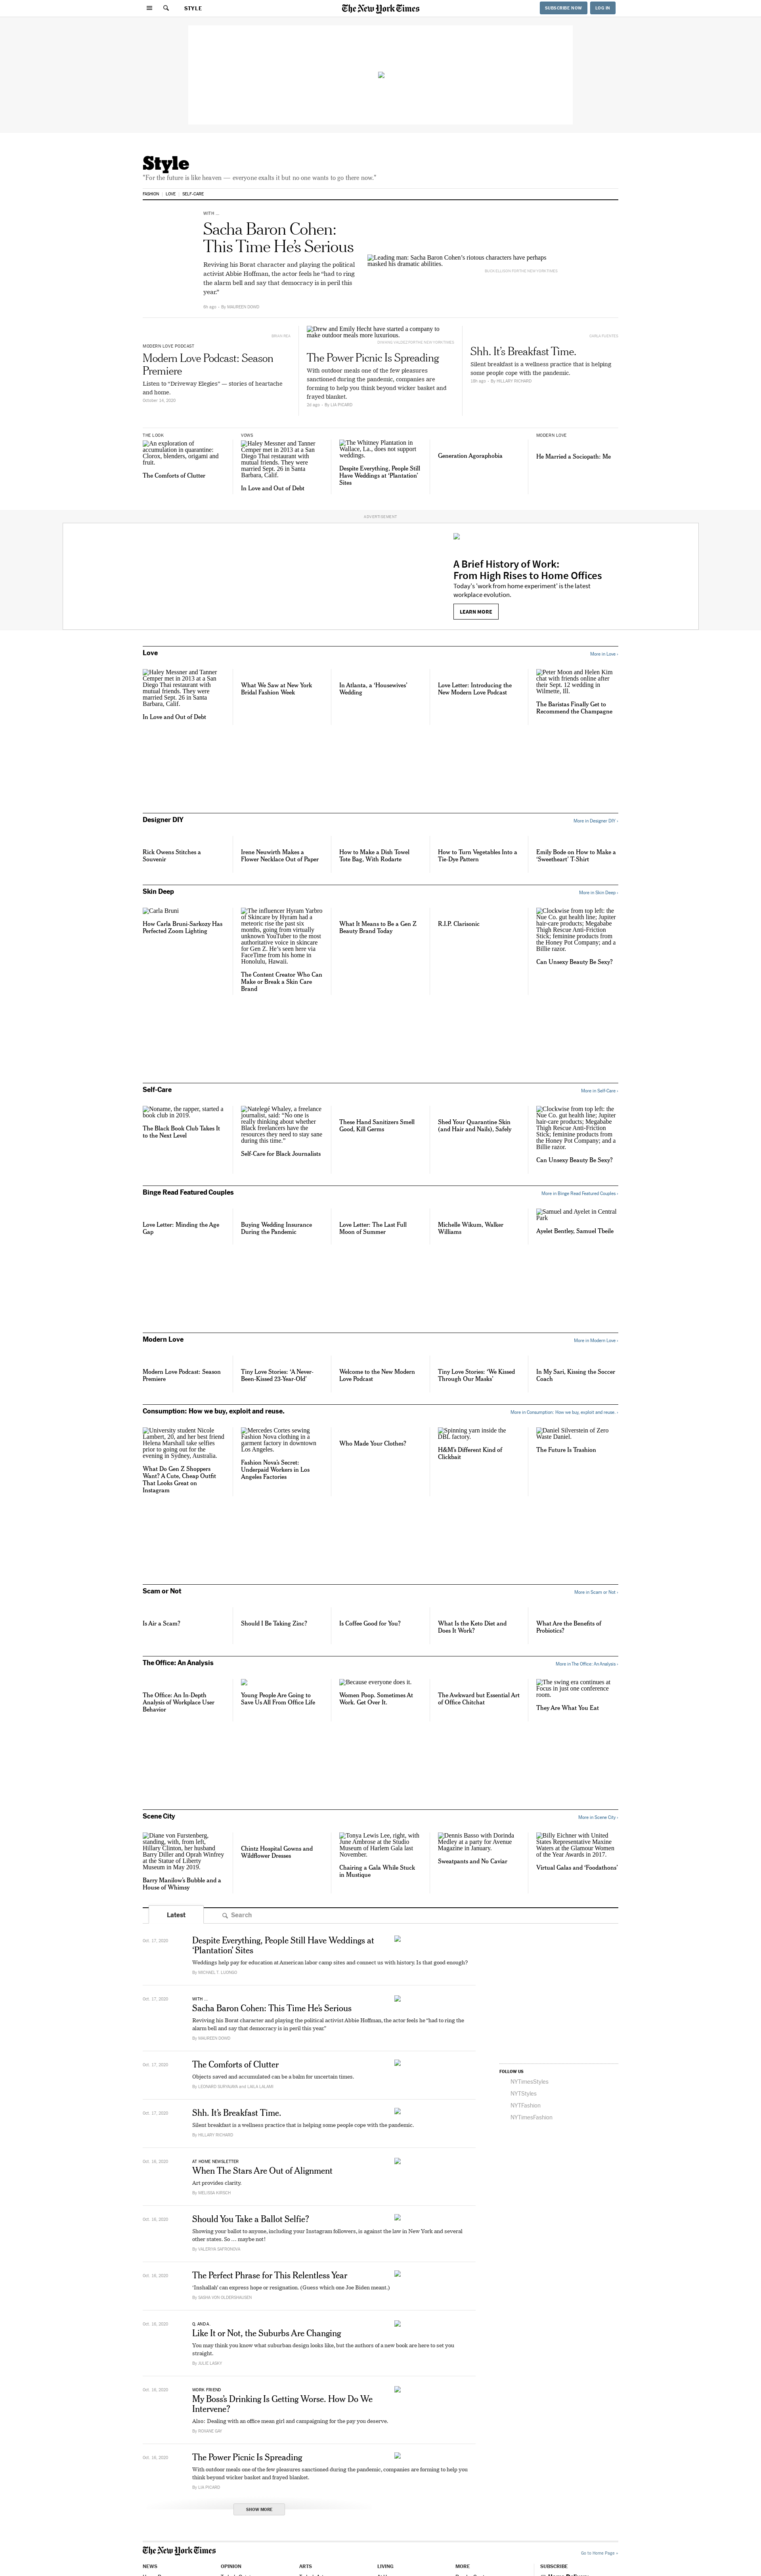 STYLE
The New York Times
SUBSCRIBE NOW
LOG IN
Style
"For the future is like heaven — everyone exalts it but no one wants to go there now."
FASHION
LOVE
SELF-CARE
WITH ...
Sacha Baron Cohen:
This Time He's Serious
Reviving his Borat character and playing the political
activist Abbie Hoffman, the actor feels he "had to ring
the alarm bell and say that democracy is in peril this
year."
9h ago · By MAUREEN DOWD
Leading man: Sacha Baron Cohen's riotous characters have perhaps
masked his dramatic abilities.
BRIAN REA
MODERN LOVE PODCAST
Modern Love Podcast: Season
Premiere
Listen to "Driveway Elegies" — stories of heartache
and home.
October 14, 2020
Drew and Emily Hecht have started a company to
make outdoor meals more luxurious.
The Power Picnic Is Spreading
With outdoor meals one of the few pleasures
sanctioned during the pandemic, companies are
forming to help you think beyond wicker basket and
frayed blanket.
2d ago · By LIA PICARD
CARLA FUENTES
Shh. It's Breakfast Time.
Silent breakfast is a wellness practice that is helping
some people cope with the pandemic.
15h ago · By HILLARY RICHARD
THE LOOK
An exploration of
accumulation in quarantine:
Clorox, blenders, origami and
fruit.
The Comforts of Clutter
VOWS
Haley Messner and Tanner
Cemper met in 2013 at a San
Diego Thai restaurant with
mutual friends. They were
married Sept. 26 in Santa
Barbara, Calif.
In Love and Out of Debt
The Whitney Plantation in
Wallace, La., does not support
weddings.
Despite Everything, People Still
Have Weddings at 'Plantation'
Sites
Generation Agoraphobia
MODERN LOVE
He Married a Sociopath: Me
ADVERTISEMENT
A Brief History of Work:
From High Rises to Home Offices
Today's 'work from home experiment' is the latest
workplace evolution.
LEARN MORE
Love
More in Love ›
Haley Messner and Tanner
Cemper met in 2013 at a San
Diego Thai restaurant with
mutual friends. They were
married Sept. 26 in Santa
Barbara, Calif.
In Love and Out of Debt
What We Saw at New York
Bridal Fashion Week
In Atlanta, a 'Housewives'
Wedding
Love Letter: Introducing the
New Modern Love Podcast
Peter Moon and Helen Kim
chat with friends online after
their Sept. 12 wedding in
Wilmette, Ill.
The Baristas Finally Get to
Recommend the Champagne
Designer DIY
More in Designer DIY ›
Rick Owens Stitches a
Souvenir
Irene Neuwirth Makes a
Flower Necklace Out of Paper
How to Make a Dish Towel
Tote Bag, With Rodarte
How to Turn Vegetables Into a
Tie-Dye Pattern
Emily Bode on How to Make a
'Sweetheart' T-Shirt
Skin Deep
More in Skin Deep ›
Carla Bruni
How Carla Bruni-Sarkozy Has
Perfected Zoom Lighting
The influencer Hyram Yarbro
of Skincare by Hyram had a
meteoric rise the past six
months, going from virtually
unknown YouTuber to the most
authoritative voice in skincare
for Gen Z. He's seen here via
FaceTime from his home in
Honolulu, Hawaii.
The Content Creator Who Can
Make or Break a Skin Care
Brand
What It Means to Be a Gen Z
Beauty Brand Today
R.I.P. Clarisonic
Clockwise from top left: the
Nue Co. gut health line; Jupiter
hair-care products; Megababe
Thigh Rescue Anti-Friction
Stick; feminine products from
the Honey Pot Company; and a
Billie razor.
Can Unsexy Beauty Be Sexy?
Self-Care
More in Self-Care ›
Noname, the rapper, started a
book club in 2019.
The Black Book Club Takes It
to the Next Level
Natelegé Whaley, a freelance
journalist, said: "No one is
really thinking about whether
Black freelancers have the
resources they need to stay sane
during this time."
Self-Care for Black Journalists
These Hand Sanitizers Smell
Good, Kill Germs
Shed Your Quarantine Skin
(and Hair and Nails), Safely
Clockwise from top left: the
Nue Co. gut health line; Jupiter
hair-care products; Megababe
Thigh Rescue Anti-Friction
Stick; feminine products from
the Honey Pot Company; and a
Billie razor.
Can Unsexy Beauty Be Sexy?
Binge Read Featured Couples
More in Binge Read Featured Couples ›
Love Letter: Minding the Age
Gap
Buying Wedding Insurance
During the Pandemic
Love Letter: The Last Full
Moon of Summer
Michelle Wikum, Walker
Williams
Samuel and Ayelet in Central
Park
Ayelet Bentley, Samuel Tbeile
Modern Love
More in Modern Love ›
Modern Love Podcast: Season
Premiere
Tiny Love Stories: 'A Never-
Been-Kissed 23-Year-Old'
Welcome to the New Modern
Love Podcast
Tiny Love Stories: 'We Kissed
Through Our Masks'
In My Sari, Kissing the Soccer
Coach
Consumption: How we buy, exploit and reuse.
More in Consumption: How we buy, exploit and reuse. ›
University student Nicole
Lambert, 20, and her best friend
Helena Marshall take selfies
prior to going out for the
evening in Sydney, Australia.
What Do Gen Z Shoppers
Want? A Cute, Cheap Outfit
That Looks Great on
Instagram
Mercedes Cortes sewing
Fashion Nova clothing in a
garment factory in downtown
Los Angeles.
Fashion Nova's Secret:
Underpaid Workers in Los
Angeles Factories
Who Made Your Clothes?
Spinning yarn inside the
DBL factory.
H&M's Different Kind of
Clickbait
Daniel Silverstein of Zero
Waste Daniel.
The Future Is Trashion
Scam or Not
More in Scam or Not ›
Is Air a Scam?
Should I Be Taking Zinc?
Is Coffee Good for You?
What Is the Keto Diet and
Does It Work?
What Are the Benefits of
Probiotics?
The Office: An Analysis
More in The Office: An Analysis ›
The Office: An In-Depth
Analysis of Workplace User
Behavior
Young People Are Going to
Save Us All From Office Life
Because everyone does it.
Women Poop. Sometimes At
Work. Get Over It.
The Awkward but Essential Art
of Office Chitchat
The swing era continues at
Focus in just one conference
room.
They Are What You Eat
Scene City
More in Scene City ›
Diane von Furstenberg,
standing, with, from left,
Hillary Clinton, her husband
Barry Diller and Oprah Winfrey
at the Statue of Liberty
Museum in May 2019.
Barry Manilow's Bubble and a
House of Whimsy
Chintz Hospital Gowns and
Wildflower Dresses
Tonya Lewis Lee, right, with
June Ambrose at the Studio
Museum of Harlem Gala last
November.
Chairing a Gala While Stuck
in Mustique
Dennis Basso with Dorinda
Medley at a party for Avenue
Magazine in January.
Sweatpants and No Caviar
Billy Eichner with United
States Representative Maxine
Waters at the Glamour Women
of the Year Awards in 2017.
Virtual Galas and 'Foodathons'
Latest
Search
Oct. 17, 2020
Despite Everything, People Still Have Weddings at
'Plantation' Sites
Weddings help pay for education at American labor camp sites and connect us with history. Is that good enough?
By MICHAEL T. LUONGO
Oct. 17, 2020
WITH ...
Sacha Baron Cohen: This Time He's Serious
Reviving his Borat character and playing the political activist Abbie Hoffman, the actor feels he "had to ring the
alarm bell and say that democracy is in peril this year."
By MAUREEN DOWD
Oct. 17, 2020
The Comforts of Clutter
Objects saved and accumulated can be a balm for uncertain times.
Oct. 17, 2020
Shh. It's Breakfast Time.
Silent breakfast is a wellness practice that is helping some people cope with the pandemic.
By HILLARY RICHARD
Oct. 16, 2020
AT HOME NEWSLETTER
When The Stars Are Out of Alignment
Art provides clarity.
By MELISSA KIRSCH
Oct. 16, 2020
Should You Take a Ballot Selfie?
Showing your ballot to anyone, including your Instagram followers, is against the law in New York and several
other states. So … maybe not!
By VALERIYA SAFRONOVA
Oct. 16, 2020
The Perfect Phrase for This Relentless Year
'Inshallah' can express hope or resignation. (Guess which one Joe Biden meant.)
Oct. 16, 2020
Q. AND A.
Like It or Not, the Suburbs Are Changing
You may think you know what suburban design looks like, but the authors of a new book are here to set you
straight.
By JULIE LASKY
Oct. 16, 2020
WORK FRIEND
My Boss's Drinking Is Getting Worse. How Do We
Intervene?
Also: Dealing with an office mean girl and campaigning for the pay you deserve.
By ROXANE GAY
Oct. 16, 2020
The Power Picnic Is Spreading
With outdoor meals one of the few pleasures sanctioned during the pandemic, companies are forming to help you
think beyond wicker basket and frayed blanket.
By LIA PICARD
SHOW MORE
FOLLOW US
NYTimesStyles
NYTStyles
NYTFashion
NYTimesFashion
The New York Times
Go to Home Page »
NEWS
OPINION
ARTS
LIVING
MORE
SUBSCRIBE